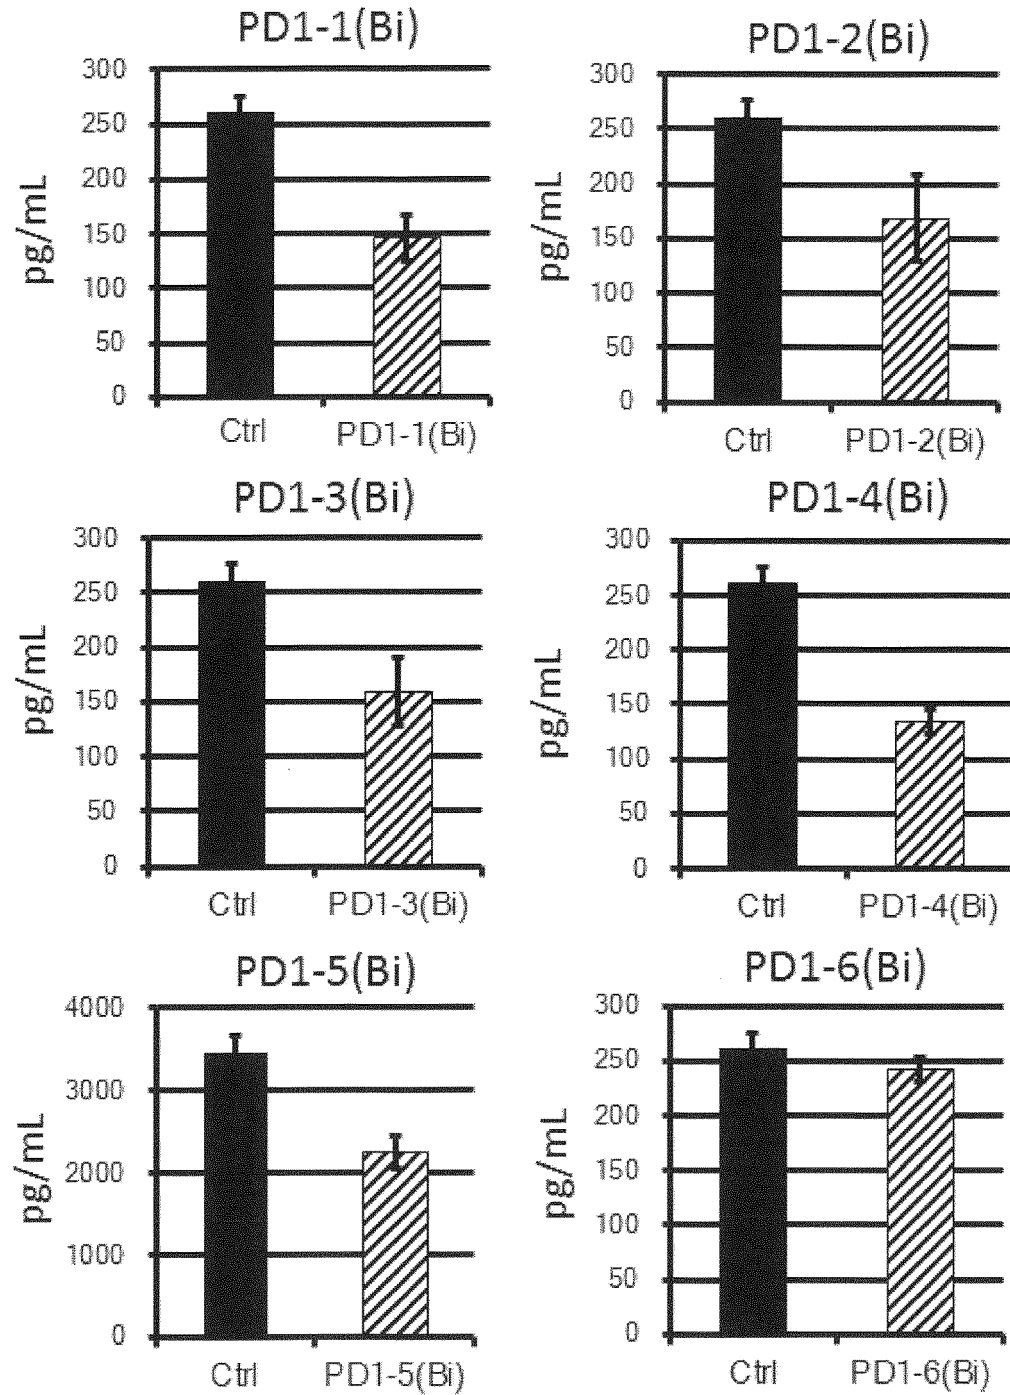 PD1-1(Bi)
300
250
200
150
100
50
0
pg/mL
Ctrl PD1-1(Bi)
PD1-2(Bi)
300
250
200
150
100
50
0
pg/mL
Ctrl PD1-2(Bi)
PD1-3(Bi)
300
250
200
150
100
50
0
pg/mL
Ctrl PD1-3(Bi)
PD1-4(Bi)
300
250
200
150
100
50
0
pg/mL
Ctrl PD1-4(Bi)
PD1-5(Bi)
4000
3000
2000
1000
0
pg/mL
Ctrl PD1-5(Bi)
PD1-6(Bi)
300
250
200
150
100
50
0
pg/mL
Ctrl PD1-6(Bi)